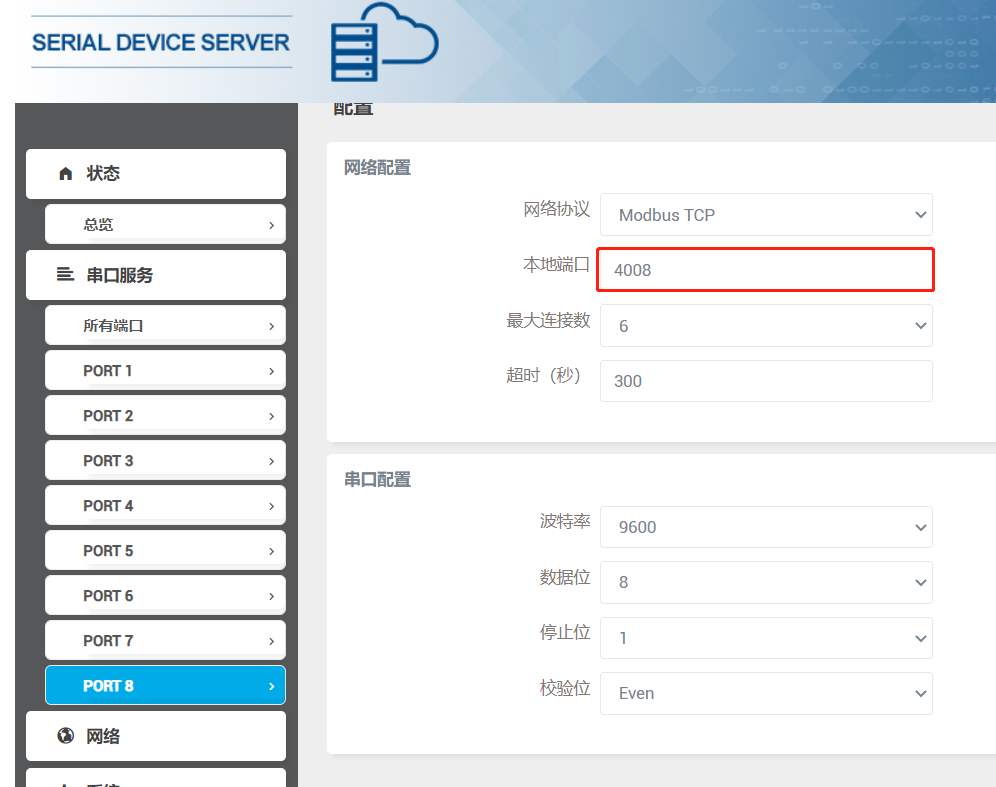 SERIAL DEVICE SERVER
配置
状态
总览
串口服务
所有端口
PORT 1
PORT 2
PORT 3
PORT 4
PORT 5
PORT 6
PORT 7
PORT 8
网络
系统
网络配置
网络协议 Modbus TCP
本地端口 4008
最大连接数 6
超时（秒） 300
串口配置
波特率 9600
数据位 8
停止位 1
校验位 Even